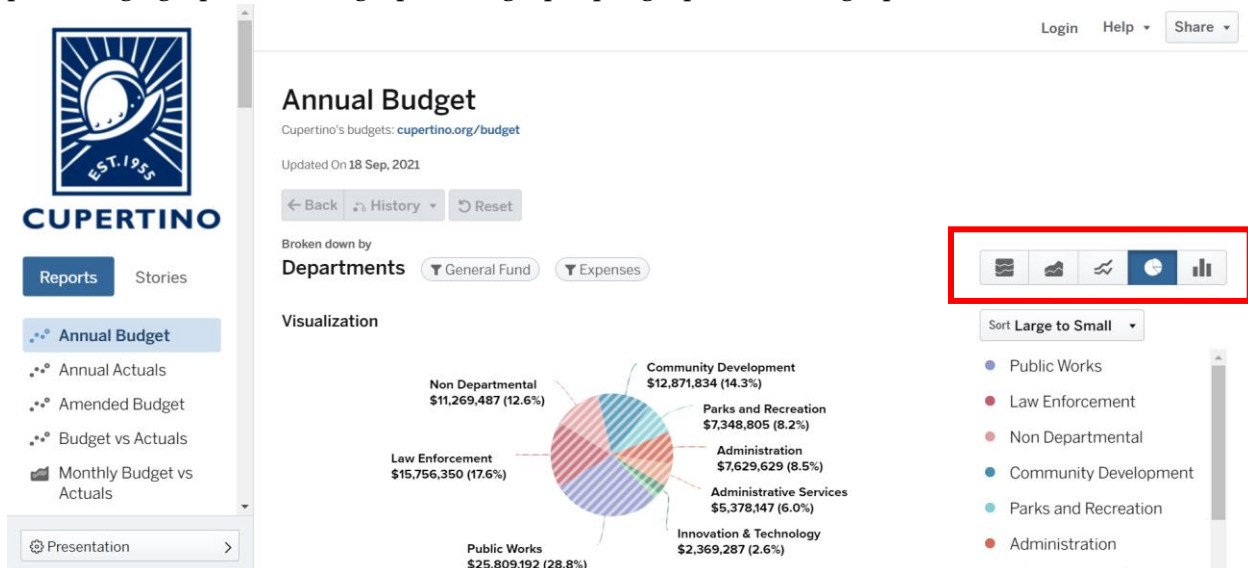 EST. 1955
CUPERTINO
Reports
Stories
Annual Budget
Annual Actuals
Amended Budget
Budget vs Actuals
Monthly Budget vs
Actuals
Presentation
Login
Help
Share
Annual Budget
Cupertino's budgets: cupertino.org/budget
Updated On 18 Sep, 2021
Back
History
Reset
Broken down by
Departments
General Fund
Expenses
Visualization
Community Development
$12,871,834 (14.3%)
Non Departmental
$11,269,487 (12.6%)
Parks and Recreation
$7,348,805 (8.2%)
Administration
$7,629,629 (8.5%)
Law Enforcement
$15,756,350 (17.6%)
Administrative Services
$5,378,147 (6.0%)
Innovation & Technology
$2,369,287 (2.6%)
Public Works
$25,809,192 (28.8%)
Sort Large to Small
Public Works
Law Enforcement
Non Departmental
Community Development
Parks and Recreation
Administration